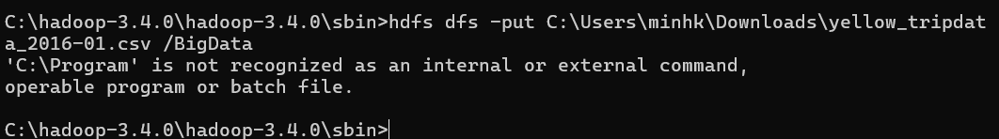 C:\hadoop-3.4.0\hadoop-3.4.0\sbin>hdfs dfs -put C:\Users\minhk\Downloads\yellow_tripdat
a_2016-01.csv /BigData
'C:\Program' is not recognized as an internal or external command,
operable program or batch file.
C:\hadoop-3.4.0\hadoop-3.4.0\sbin>